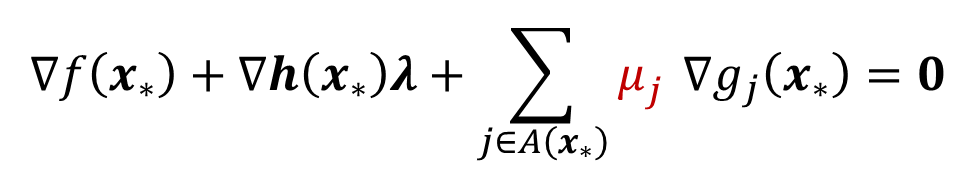 ∇f(x∗) + ∇h(x∗)λ + ∑j∈A(x∗) μj ∇gj(x∗) = 0